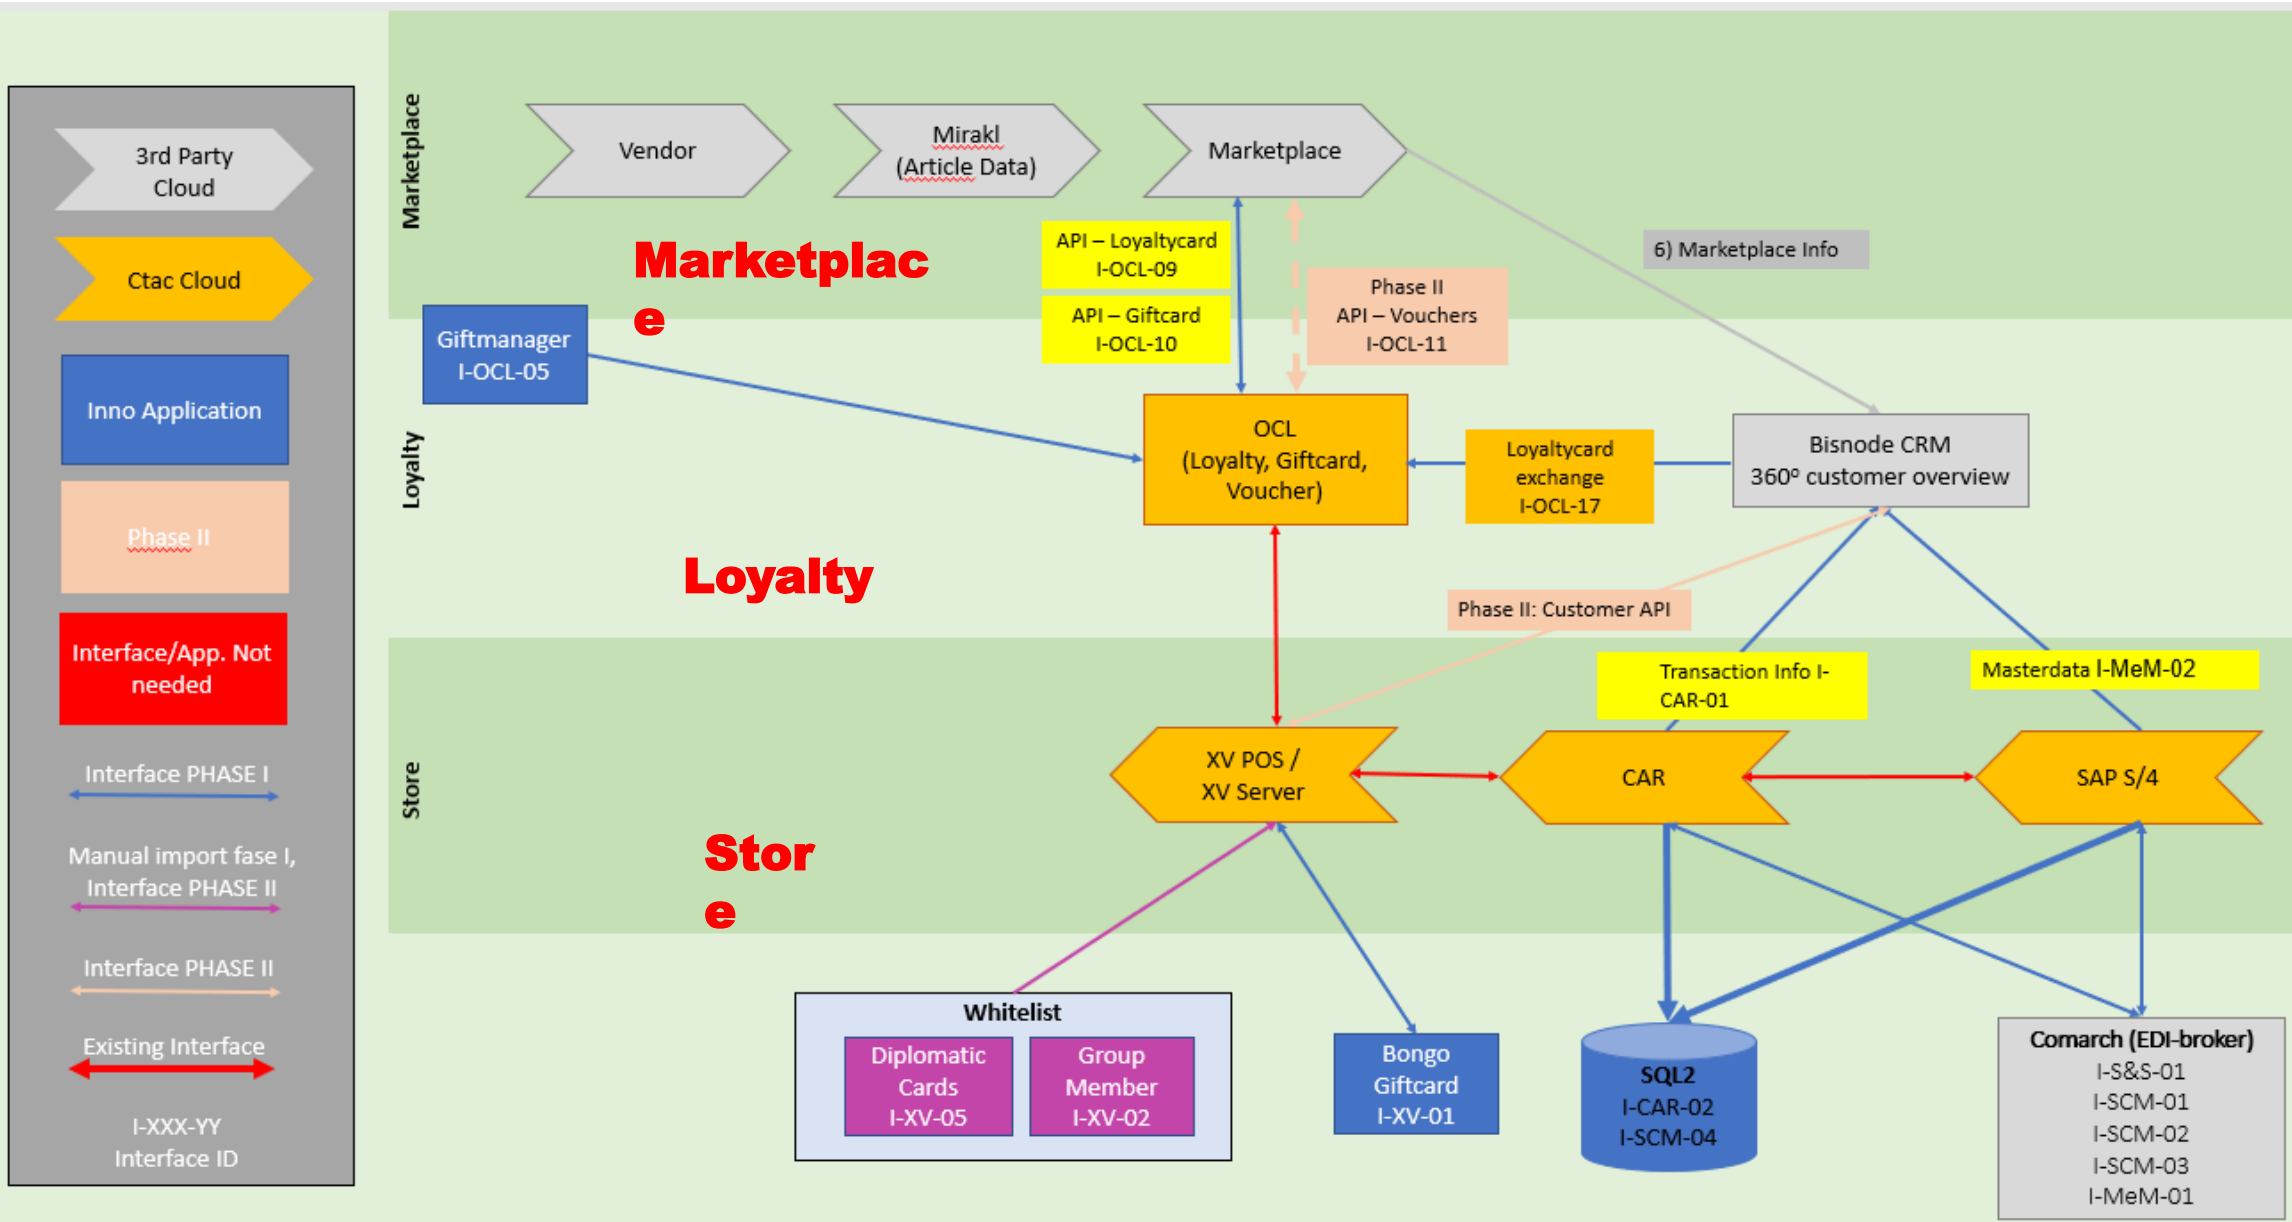 3rd Party
Cloud
Ctac Cloud
Inno Application
Phase II
Interface/App. Not
needed
Interface PHASE I
Manual import fase I,
Interface PHASE II
Interface PHASE II
Existing Interface
I-XXX-YY
Interface ID
Marketplace
Vendor
Mirakl
(Article Data)
Marketplace
Marketplac
e
API – Loyaltycard
I-OCL-09
API – Giftcard
I-OCL-10
Phase II
API – Vouchers
I-OCL-11
6) Marketplace Info
Loyalty
Giftmanager
I-OCL-05
OCL
(Loyalty, Giftcard,
Voucher)
Loyaltycard
exchange
I-OCL-17
Bisnode CRM
360º customer overview
Loyalty
Phase II: Customer API
Store
Transaction Info I-
CAR-01
Masterdata I-MeM-02
XV POS /
XV Server
CAR
SAP S/4
Stor
e
Whitelist
Diplomatic
Cards
I-XV-05
Group
Member
I-XV-02
Bongo
Giftcard
I-XV-01
SQL2
I-CAR-02
I-SCM-04
Comarch (EDI-broker)
I-S&S-01
I-SCM-01
I-SCM-02
I-SCM-03
I-MeM-01